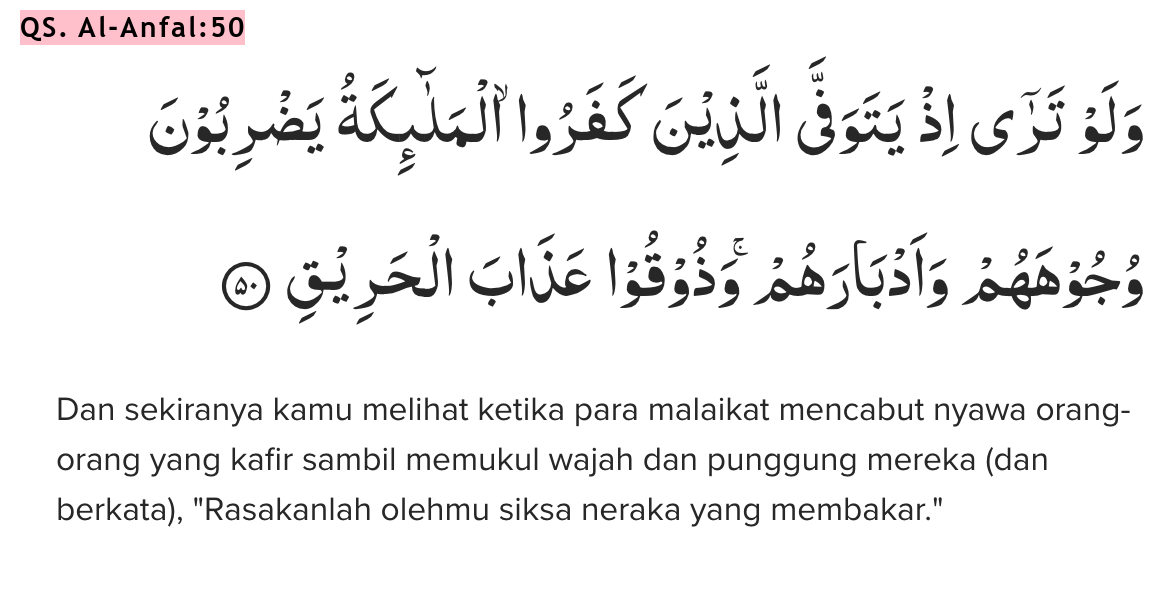 QS. Al-Anfal:50
وَلَوْ تَرٰٓى اِذْ يَتَوَفَّى الَّذِيْنَ كَفَرُوا الْمَلٰۤىِٕكَةُ يَضْرِبُوْنَ
وُجُوْهَهُمْ وَاَدْبَارَهُمْۚ وَذُوْقُوْا عَذَابَ الْحَرِيْقِ ۝٥٠
Dan sekiranya kamu melihat ketika para malaikat mencabut nyawa orang-
orang yang kafir sambil memukul wajah dan punggung mereka (dan
berkata), "Rasakanlah olehmu siksa neraka yang membakar."